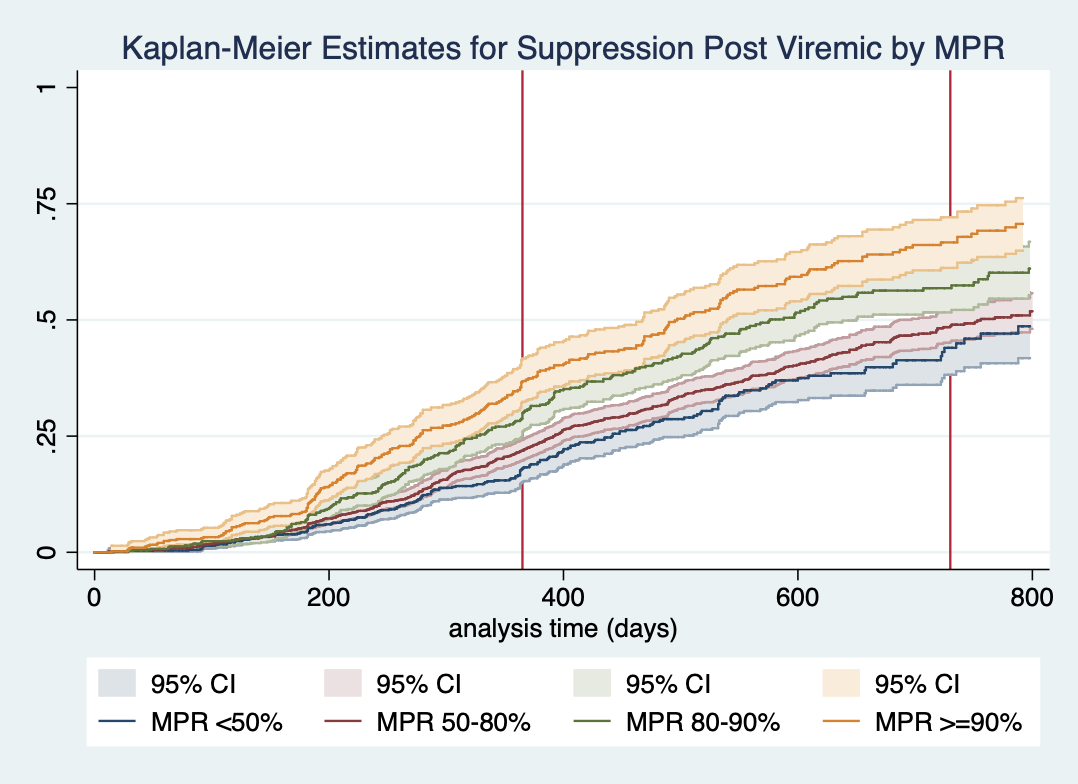 Kaplan-Meier Estimates for Suppression Post Viremic by MPR
1
.75
.5
.25
0
0 200 400 600 800
analysis time (days)
95% CI 95% CI 95% CI 95% CI
MPR <50% MPR 50-80% MPR 80-90% MPR >=90%